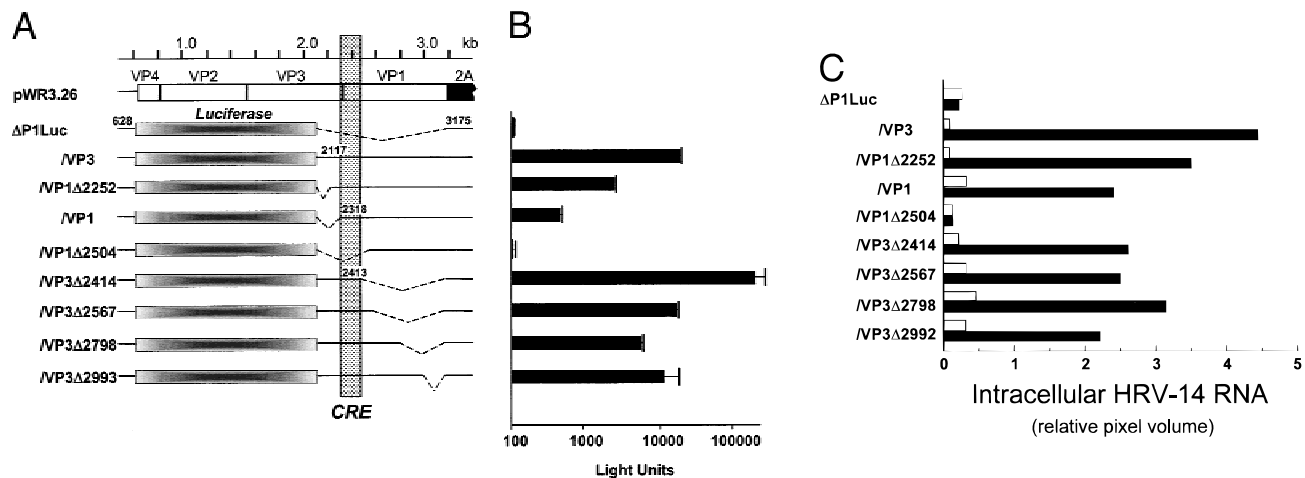 A
1.0 2.0 3.0 kb
VP4 VP2 VP3 VP1 2A
pWR3.26
Luciferase
ΔP1Luc 628 3175
/VP3 2117
/VP1Δ2252
/VP1 2318
/VP1Δ2504
/VP3Δ2414 2413
/VP3Δ2567
/VP3Δ2798
/VP3Δ2993
CRE
B
100 1000 10000 100000
Light Units
C
ΔP1Luc
/VP3
/VP1Δ2252
/VP1
/VP1Δ2504
/VP3Δ2414
/VP3Δ2567
/VP3Δ2798
/VP3Δ2992
0 1 2 3 4 5
Intracellular HRV-14 RNA
(relative pixel volume)